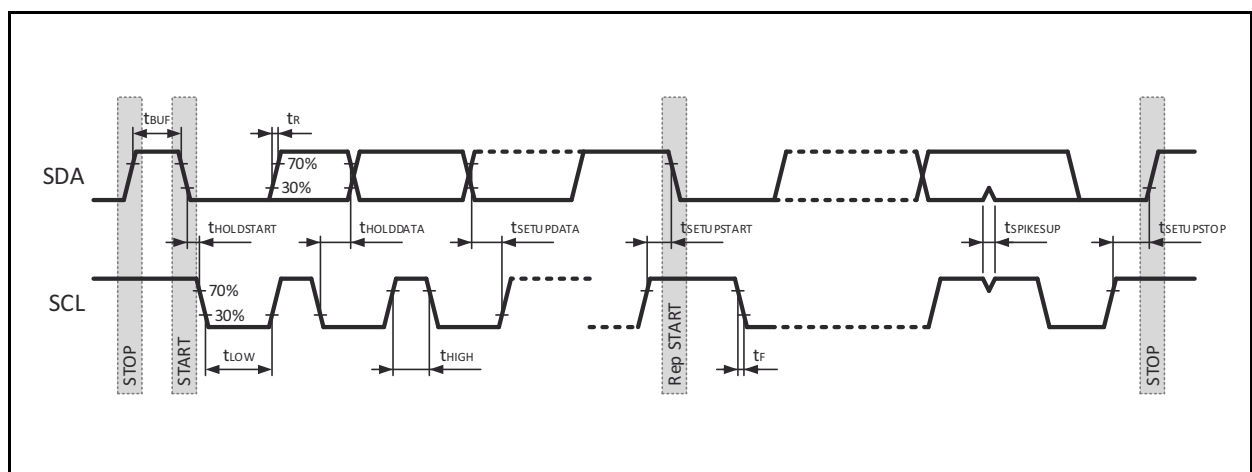 tBUF
tR
SDA
70%
30%
tHOLDSTART
tHOLDDATA
tSETUPDATA
tSETUPSTART
tSPIKESUP
tSETUPSTOP
SCL
70%
30%
tLOW
tHIGH
tF
STOP
START
Rep START
STOP